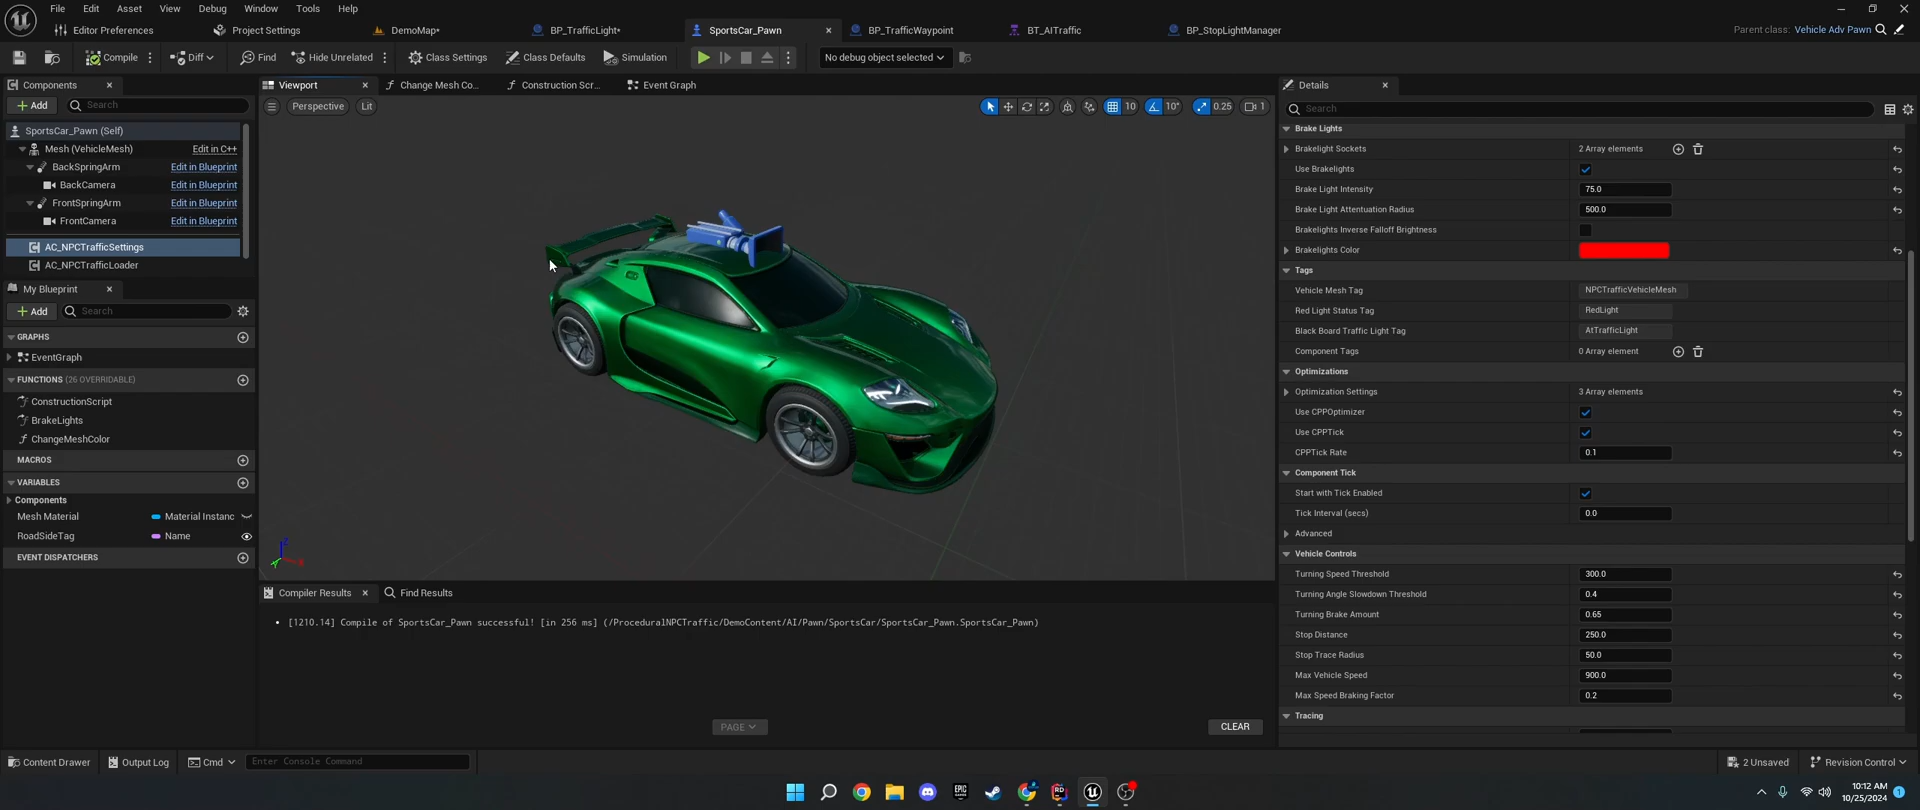 File Edit Asset View Debug Window Tools Help
Editor Preferences Project Settings DemoMap* BP_TrafficLight* SportsCar_Pawn BP_TrafficWaypoint BT_AITraffic BP_StopLightManager Parent class: Vehicle Adv Pawn
Compile Diff Find Hide Unrelated Class Settings Class Defaults Simulation No debug object selected
Components
Add Search
SportsCar_Pawn (Self)
Mesh (VehicleMesh) Edit in C++
BackSpringArm Edit in Blueprint
BackCamera Edit in Blueprint
FrontSpringArm Edit in Blueprint
FrontCamera Edit in Blueprint
AC_NPCTrafficSettings
AC_NPCTrafficLoader
My Blueprint
Add Search
GRAPHS
EventGraph
FUNCTIONS (26 OVERRIDABLE)
ConstructionScript
BrakeLights
ChangeMeshColor
MACROS
VARIABLES
Components
Mesh Material Material Instanc
RoadSideTag Name
EVENT DISPATCHERS
Viewport Change Mesh Co... Construction Scr... Event Graph
Perspective Lit 10 10° 0.25 1
Z
X
Y
Compiler Results Find Results
[1210.14] Compile of SportsCar_Pawn successful! [in 256 ms] (/ProceduralNPCTraffic/DemoContent/AI/Pawn/SportsCar/SportsCar_Pawn.SportsCar_Pawn)
PAGE CLEAR
Details
Search
Brake Lights
Brakelight Sockets 2 Array elements
Use Brakelights
Brake Light Intensity 75.0
Brake Light Attentuation Radius 500.0
Brakelights Inverse Falloff Brightness
Brakelights Color
Tags
Vehicle Mesh Tag NPCTrafficVehicleMesh
Red Light Status Tag RedLight
Black Board Traffic Light Tag AtTrafficLight
Component Tags 0 Array element
Optimizations
Optimization Settings 3 Array elements
Use CPPOptimizer
Use CPPTick
CPPTick Rate 0.1
Component Tick
Start with Tick Enabled
Tick Interval (secs) 0.0
Advanced
Vehicle Controls
Turning Speed Threshold 300.0
Turning Angle Slowdown Threshold 0.4
Turning Brake Amount 0.65
Stop Distance 250.0
Stop Trace Radius 50.0
Max Vehicle Speed 900.0
Max Speed Braking Factor 0.2
Tracing
Content Drawer Output Log Cmd Enter Console Command 2 Unsaved Revision Control
EPIC GAMES RD
10:12 AM
10/25/2024
1